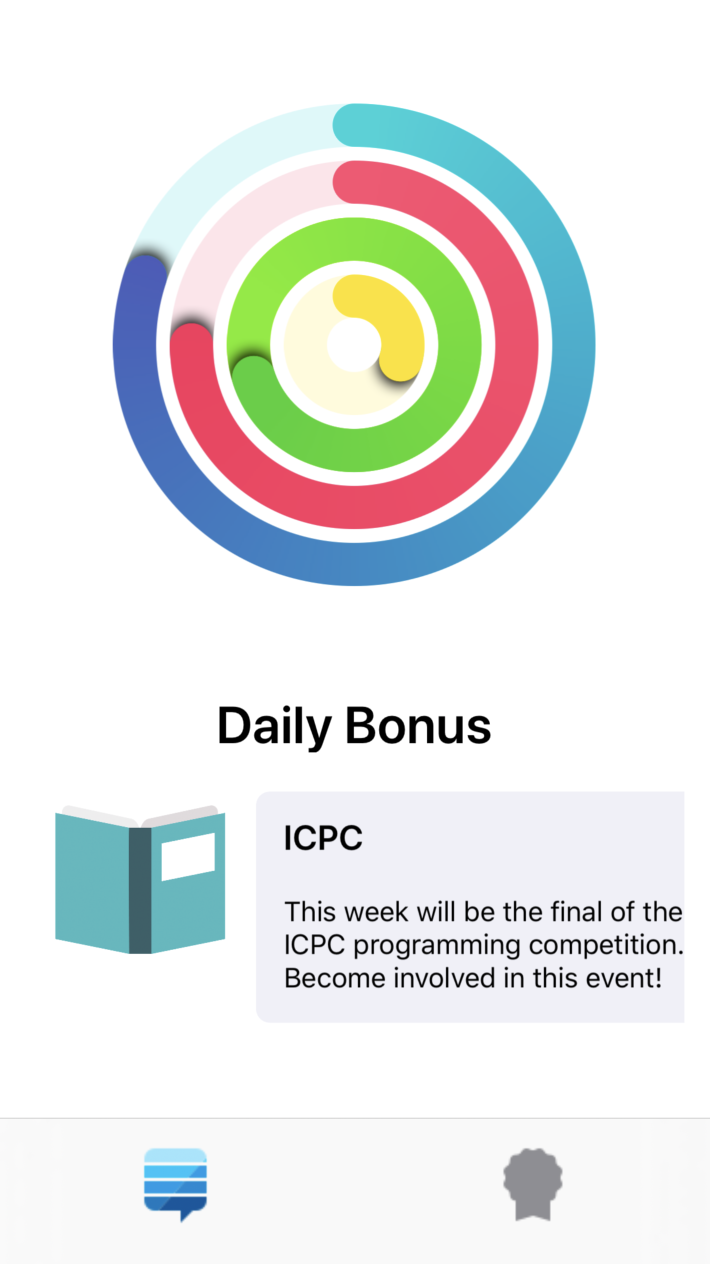 Daily Bonus
ICPC
This week will be the final of the
ICPC programming competition.
Become involved in this event!